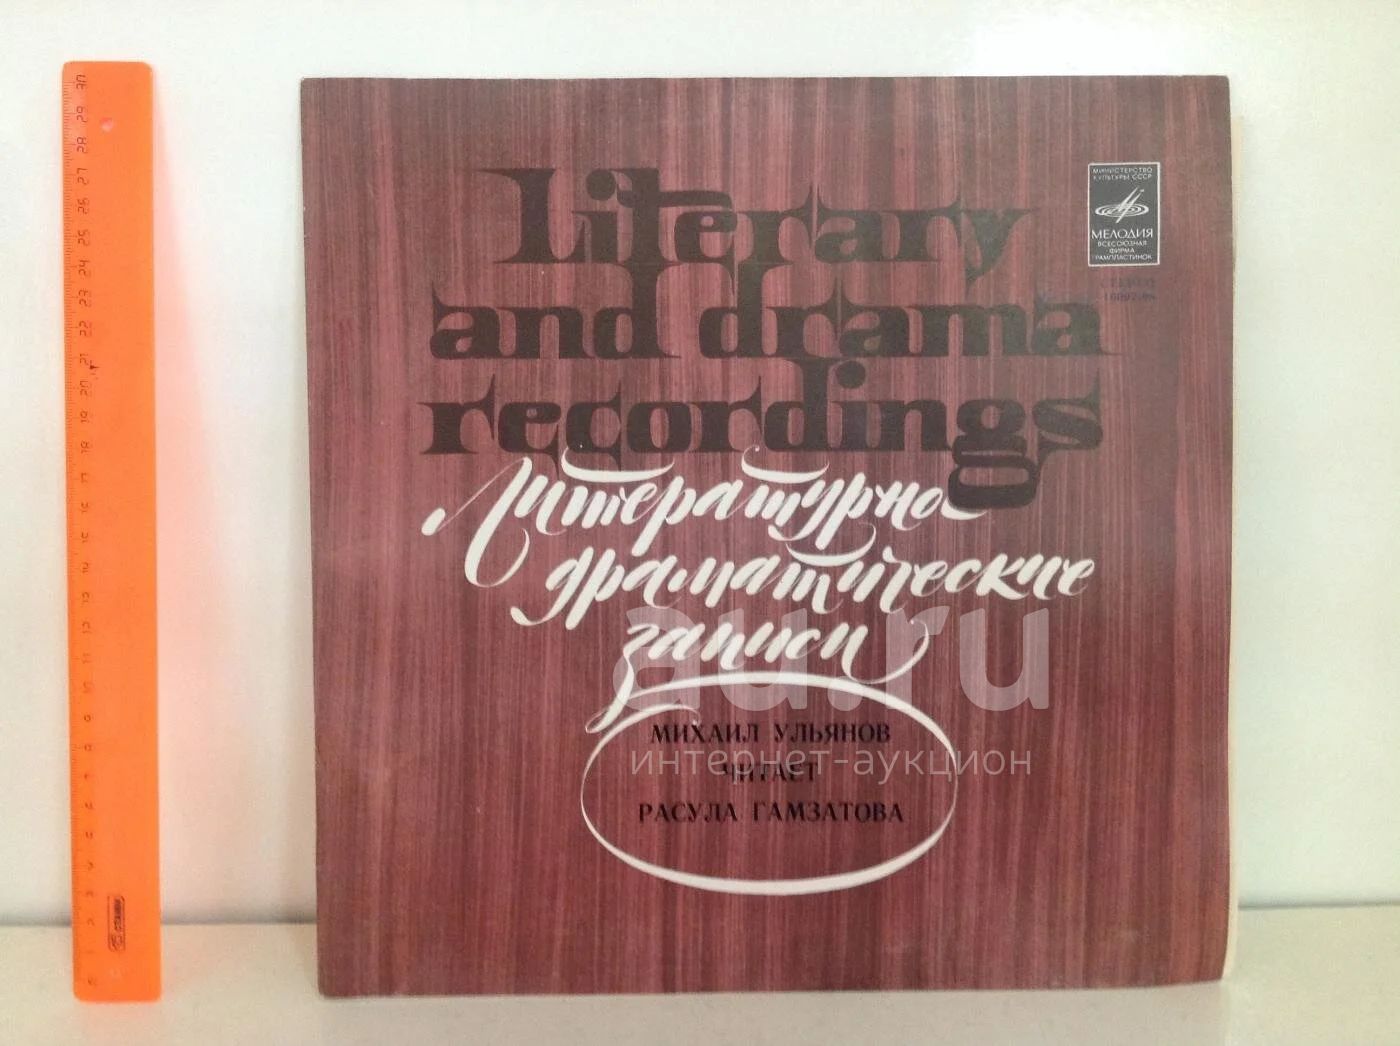 Literary
and drama
recordings
МИНИСТЕРСТВО
КУЛЬТУРЫ СССР
МЕЛОДИЯ
ВСЕСОЮЗНАЯ
ФИРМА
ГРАМПЛАСТИНОК
СТЕРЕО
Литературно
драматические
записи
au.ru
МИХАИЛ УЛЬЯНОВ
интернет-аукцион
ЧИТАЕТ
РАСУЛА ГАМЗАТОВА